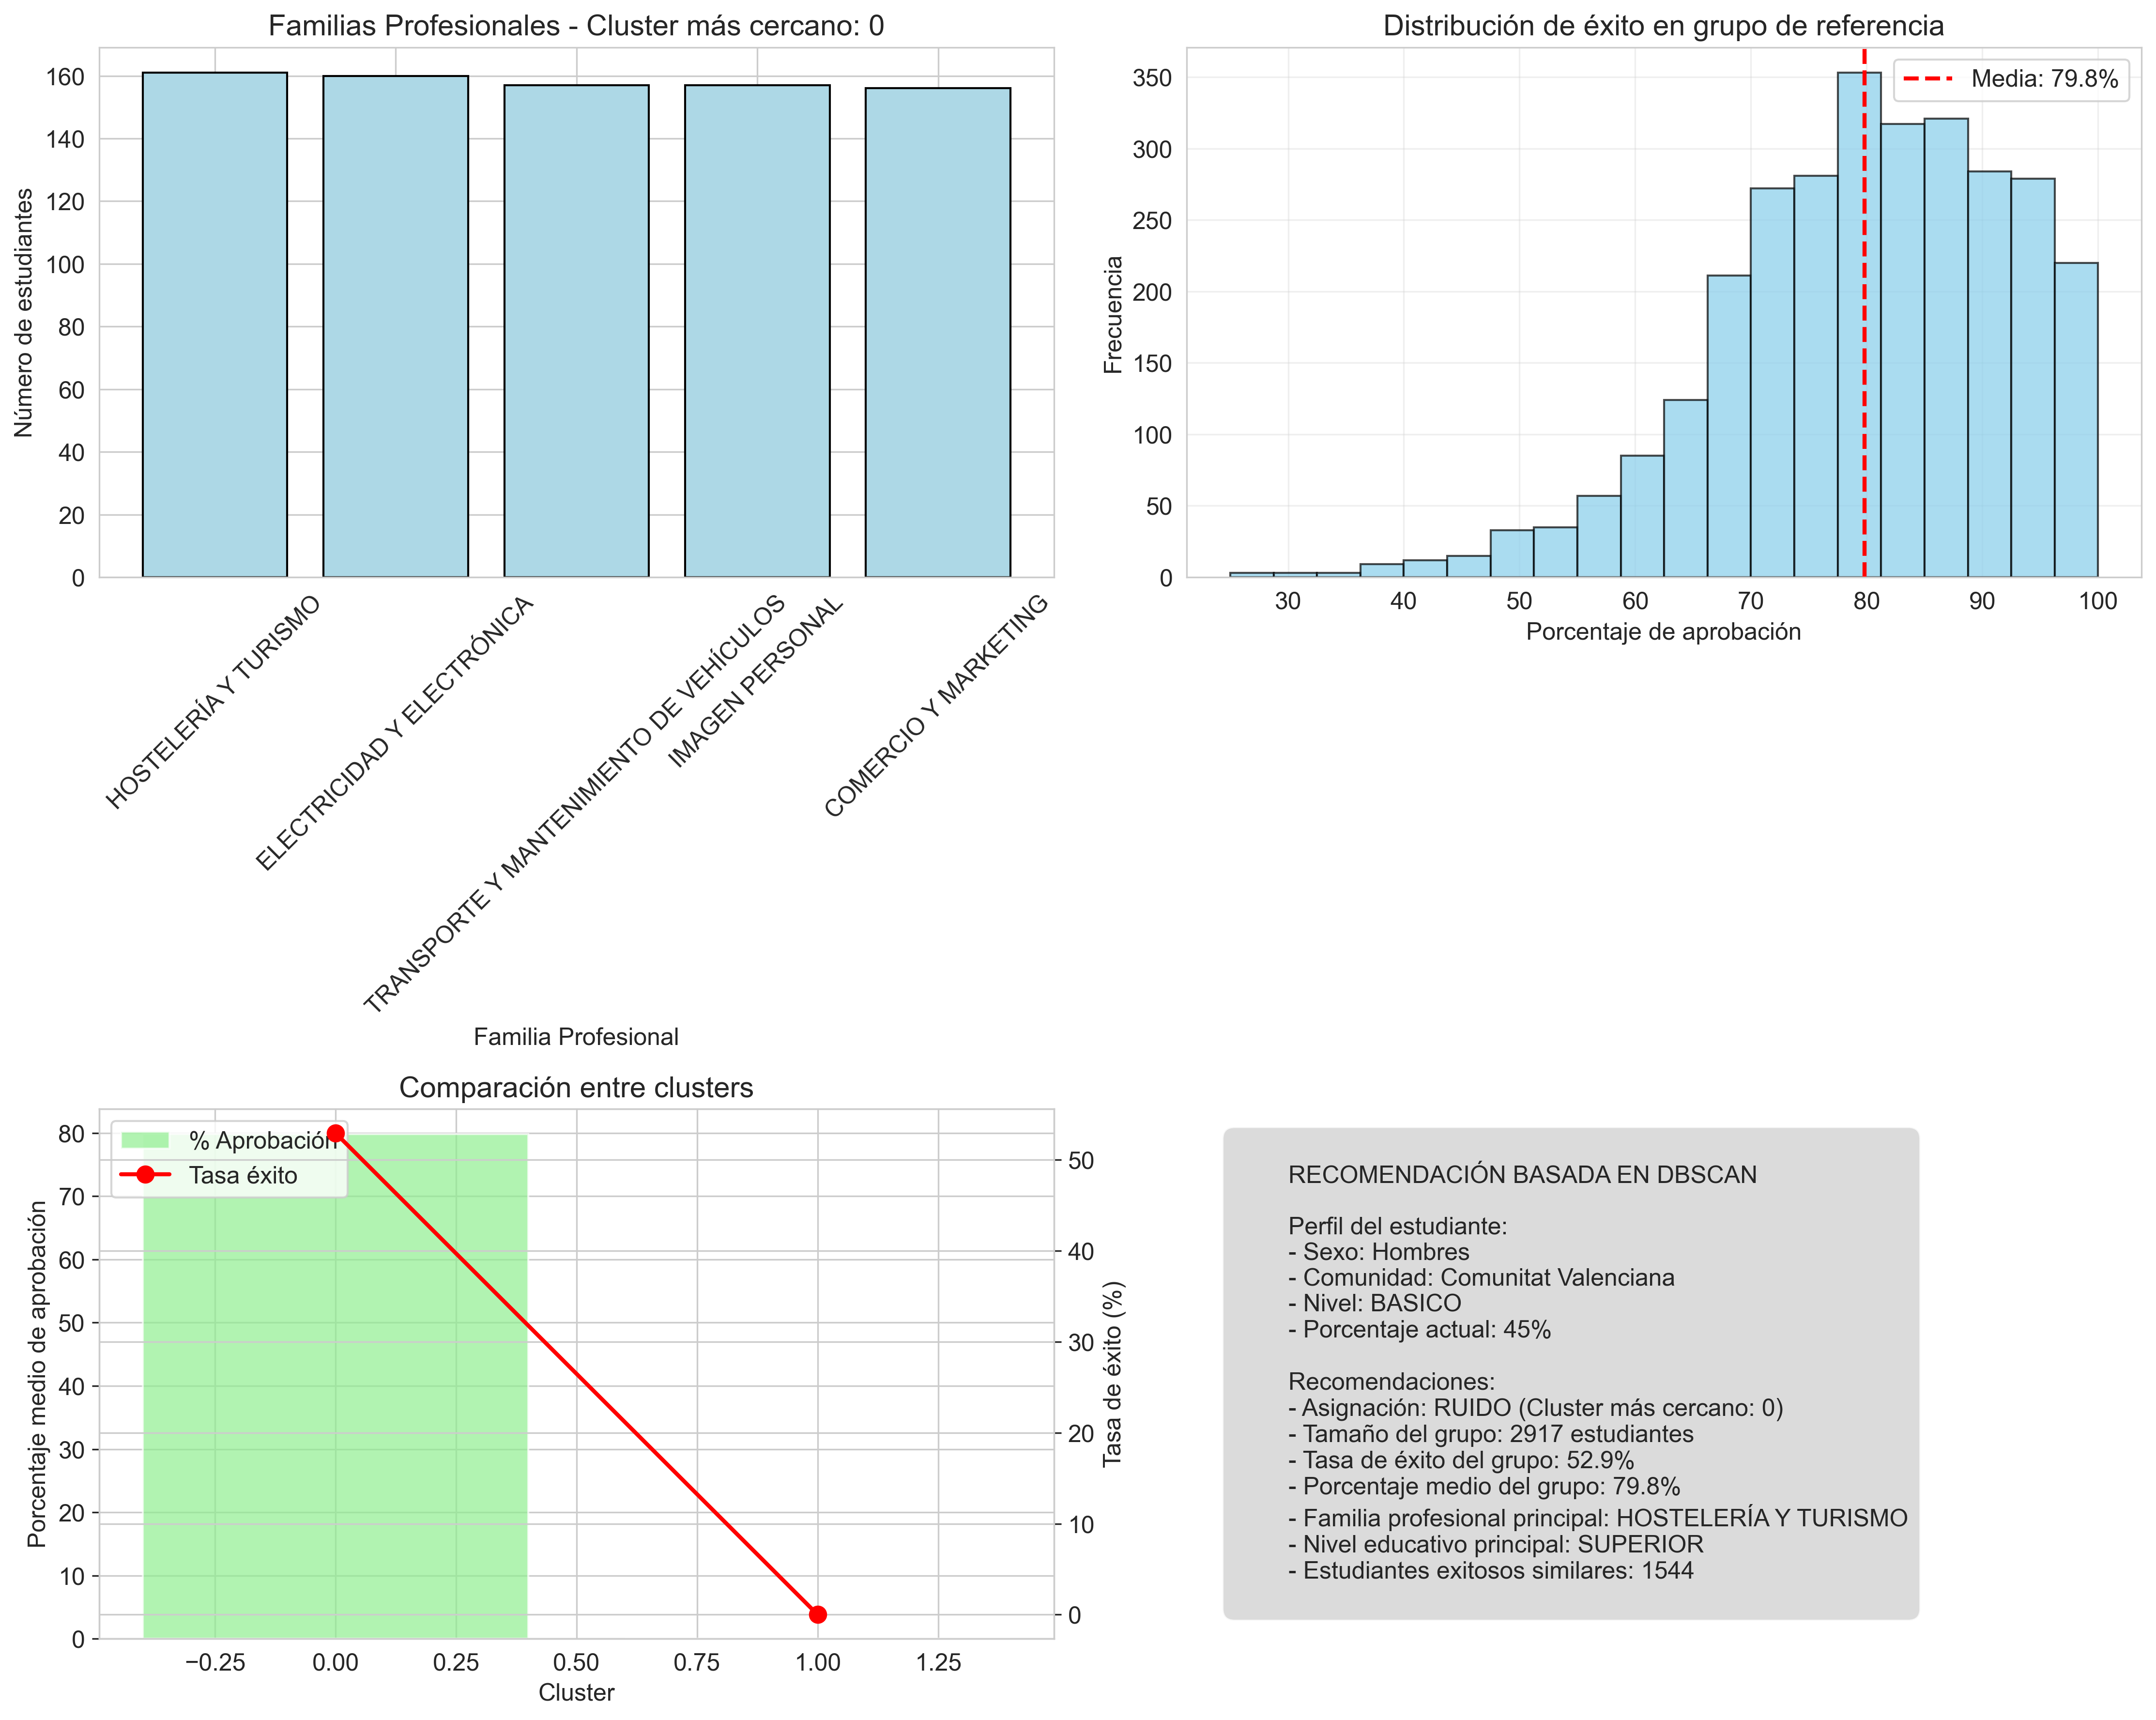 Familias Profesionales - Cluster más cercano: 0
160
140
120
100
80
60
40
20
0
Número de estudiantes
HOSTELERÍA Y TURISMO
ELECTRICIDAD Y ELECTRÓNICA
TRANSPORTE Y MANTENIMIENTO DE VEHÍCULOS
IMAGEN PERSONAL
COMERCIO Y MARKETING
Familia Profesional
Distribución de éxito en grupo de referencia
Media: 79.8%
350
300
250
200
150
100
50
0
Frecuencia
30 40 50 60 70 80 90 100
Porcentaje de aprobación
Comparación entre clusters
% Aprobación
Tasa éxito
80
70
60
50
40
30
20
10
0
Porcentaje medio de aprobación
50
40
30
20
10
0
Tasa de éxito (%)
−0.25 0.00 0.25 0.50 0.75 1.00 1.25
Cluster
RECOMENDACIÓN BASADA EN DBSCAN
Perfil del estudiante:
- Sexo: Hombres
- Comunidad: Comunitat Valenciana
- Nivel: BASICO
- Porcentaje actual: 45%
Recomendaciones:
- Asignación: RUIDO (Cluster más cercano: 0)
- Tamaño del grupo: 2917 estudiantes
- Tasa de éxito del grupo: 52.9%
- Porcentaje medio del grupo: 79.8%
- Familia profesional principal: HOSTELERÍA Y TURISMO
- Nivel educativo principal: SUPERIOR
- Estudiantes exitosos similares: 1544